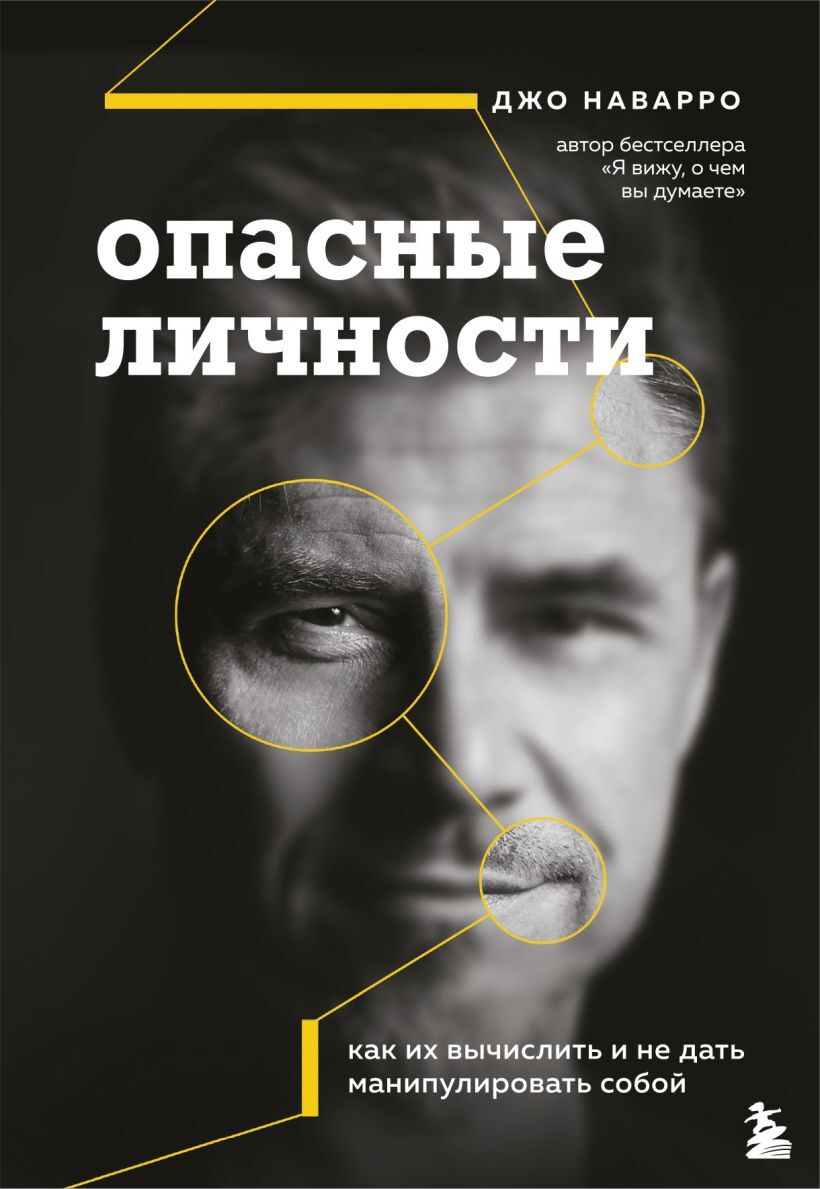 ДЖО НАВАРРО
автор бестселлера
«Я вижу, о чем
вы думаете»
опасные
личности
как их вычислить и не дать
манипулировать собой